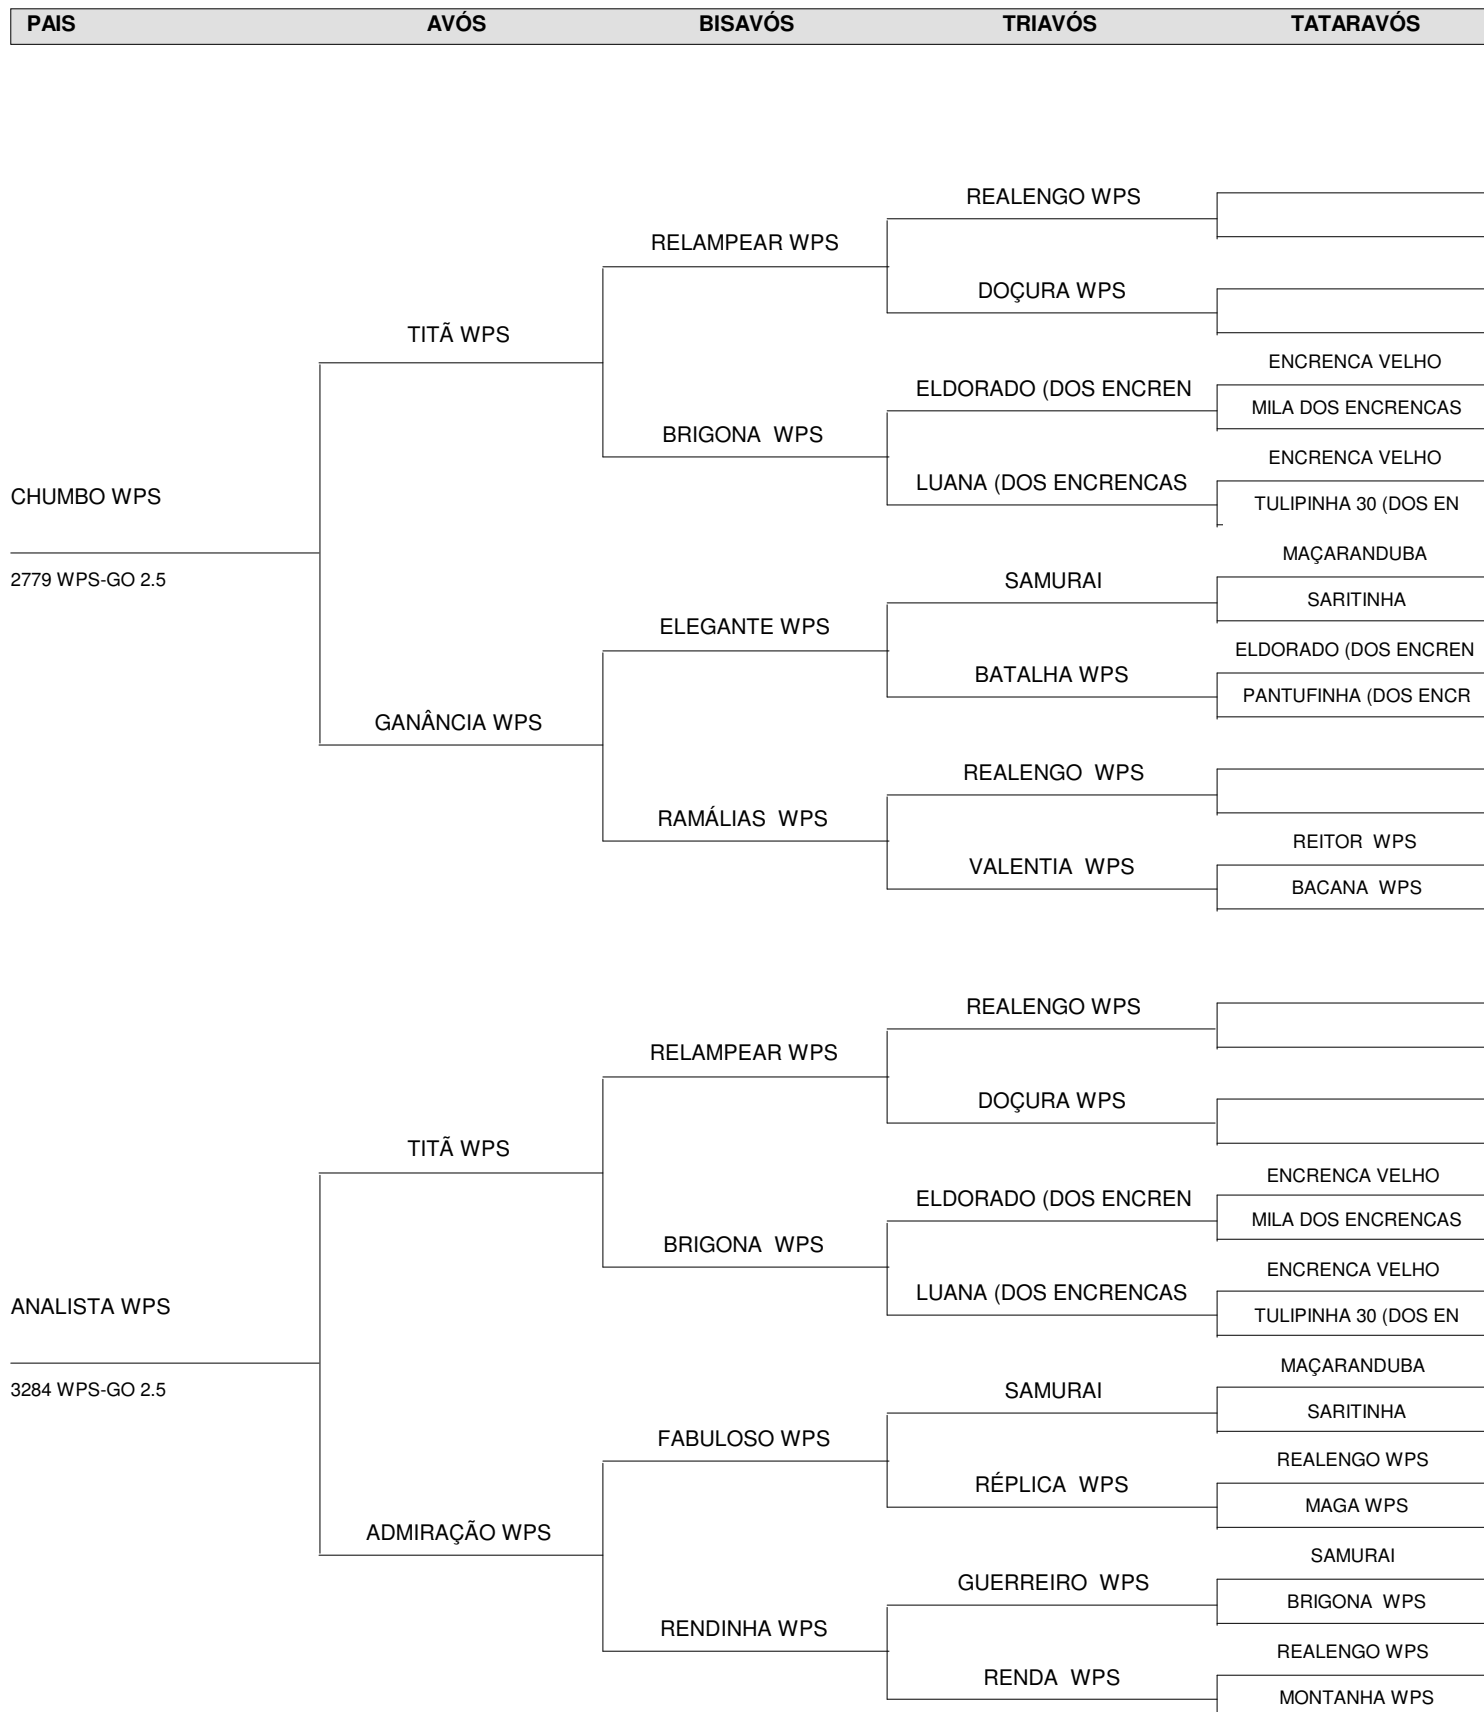 PAIS AVÓS BISAVÓS TRIAVÓS TATARAVÓS
REALENGO WPS
RELAMPEAR WPS
DOÇURA WPS
TITÃ WPS
ENCRENCA VELHO
ELDORADO (DOS ENCREN
MILA DOS ENCRENCAS
BRIGONA WPS
ENCRENCA VELHO
LUANA (DOS ENCRENCAS
CHUMBO WPS
TULIPINHA 30 (DOS EN
MAÇARANDUBA
2779 WPS-GO 2.5
SAMURAI
SARITINHA
ELEGANTE WPS
ELDORADO (DOS ENCREN
BATALHA WPS
PANTUFINHA (DOS ENCR
GANÂNCIA WPS
REALENGO WPS
RAMÁLIAS WPS
REITOR WPS
VALENTIA WPS
BACANA WPS
REALENGO WPS
RELAMPEAR WPS
DOÇURA WPS
TITÃ WPS
ENCRENCA VELHO
ELDORADO (DOS ENCREN
MILA DOS ENCRENCAS
BRIGONA WPS
ENCRENCA VELHO
LUANA (DOS ENCRENCAS
ANALISTA WPS
TULIPINHA 30 (DOS EN
MAÇARANDUBA
3284 WPS-GO 2.5
SAMURAI
SARITINHA
FABULOSO WPS
REALENGO WPS
RÉPLICA WPS
MAGA WPS
ADMIRAÇÃO WPS
SAMURAI
GUERREIRO WPS
BRIGONA WPS
RENDINHA WPS
REALENGO WPS
RENDA WPS
MONTANHA WPS